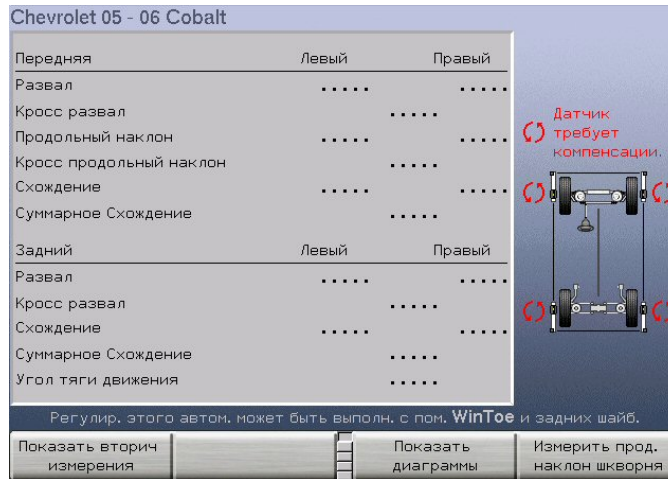 Chevrolet 05 - 06 Cobalt
Передняя Левый Правый
Развал ..... .....
Кросс развал .....
Продольный наклон ..... .....
Кросс продольный наклон .....
Схождение ..... .....
Суммарное Схождение .....
Задний Левый Правый
Развал ..... .....
Кросс развал .....
Схождение ..... .....
Суммарное Схождение .....
Угол тяги движения .....
Датчик
требует
компенсации.
Регулир. этого автом. может быть выполн. с пом. WinToe и задних шайб.
Показать вторич
измерения
Показать
диаграммы
Измерить прод.
наклон шкворня